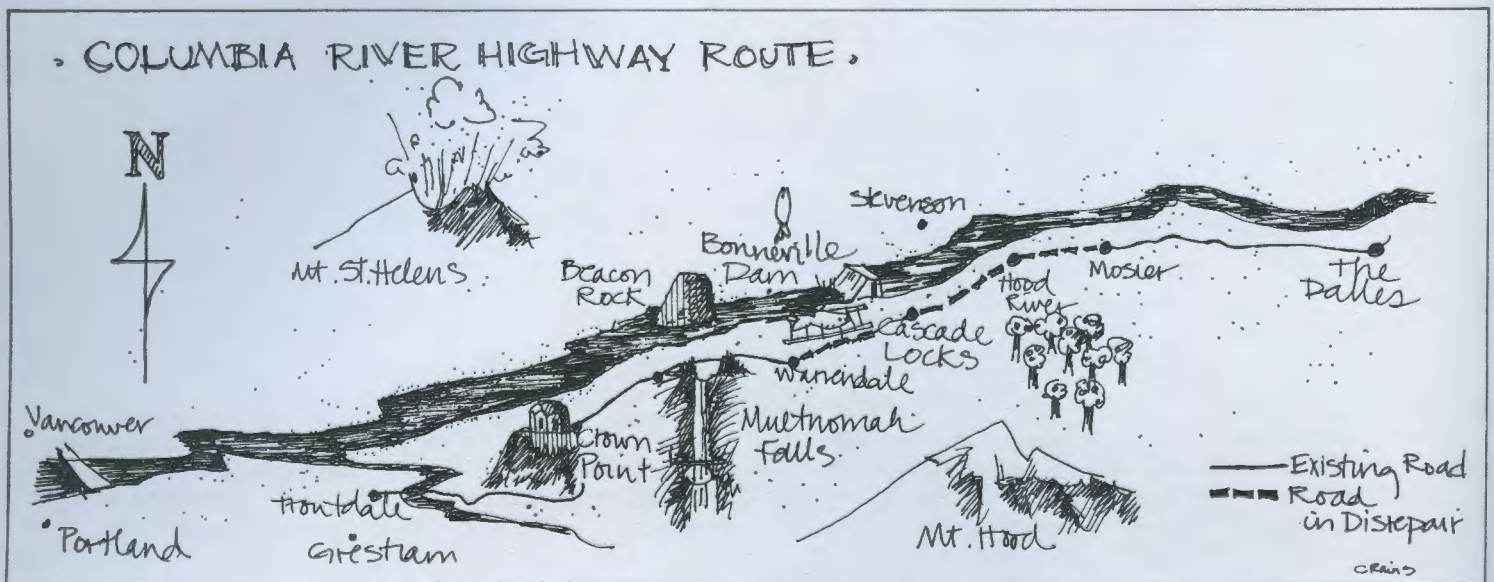 . COLUMBIA RIVER HIGHWAY ROUTE .
N
Mt. St. Helens
Beacon
Rock
Bonneville
Dam
Stevenson
Hood
River
Mosier
The
Dalles
Cascade
Locks
Warrendale
Vancouver
Crown
Point
Multnomah
Falls
Troutdale
Portland
Gresham
Mt. Hood
Existing Road
Road
in Disrepair
CRAINS